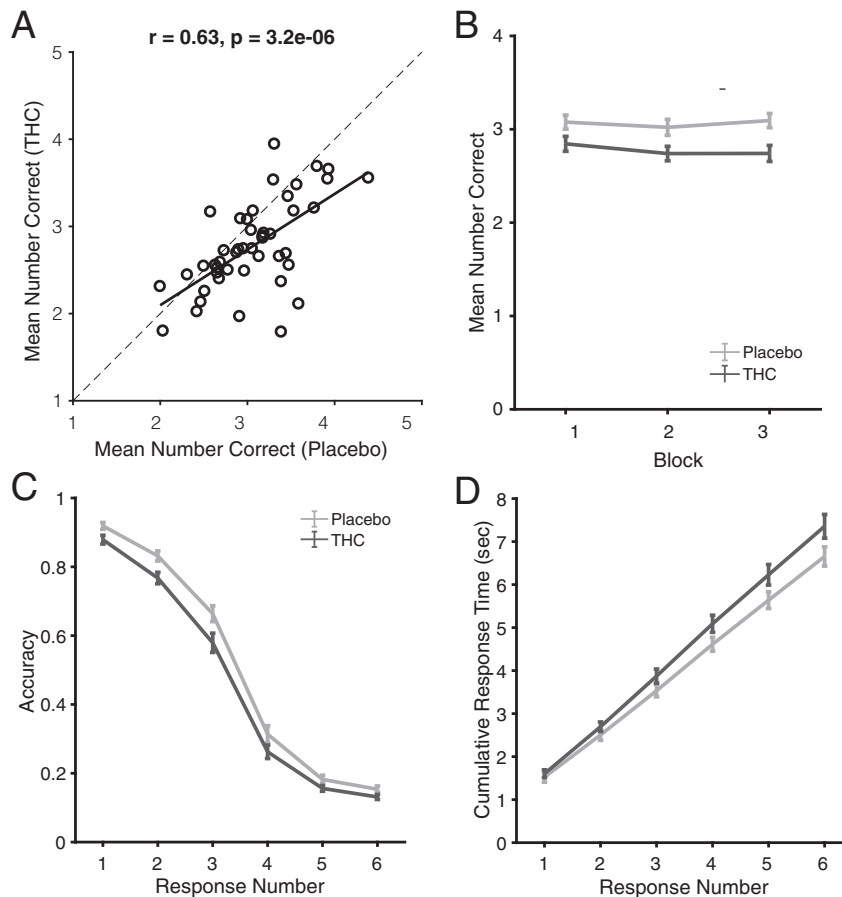 A
r = 0.63, p = 3.2e-06
5
4
3
2
1
1 2 3 4 5
Mean Number Correct (THC)
Mean Number Correct (Placebo)
B
4
3
2
1
0
-
1 2 3
Mean Number Correct
Block
Placebo
THC
C
1
0.8
0.6
0.4
0.2
0
1 2 3 4 5 6
Accuracy
Response Number
Placebo
THC
D
8
7
6
5
4
3
2
1
0
1 2 3 4 5 6
Cumulative Response Time (sec)
Response Number